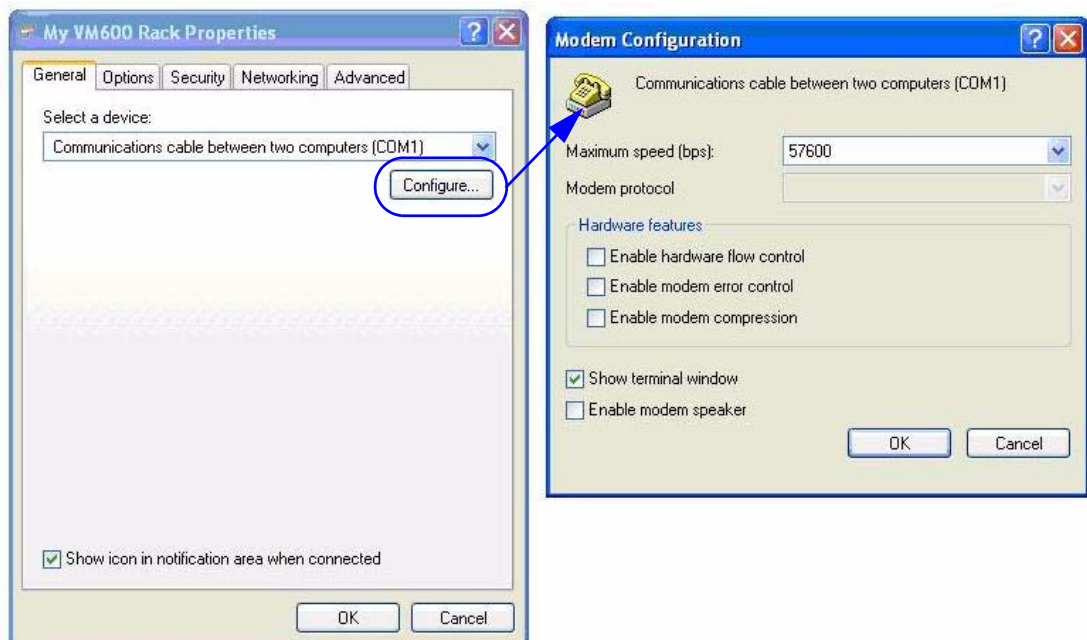 My VM600 Rack Properties
General Options Security Networking Advanced
Select a device:
Communications cable between two computers (COM1)
Configure...
Show icon in notification area when connected
OK Cancel
Modem Configuration
Communications cable between two computers (COM1)
Maximum speed (bps): 57600
Modem protocol
Hardware features
Enable hardware flow control
Enable modem error control
Enable modem compression
Show terminal window
Enable modem speaker
OK Cancel